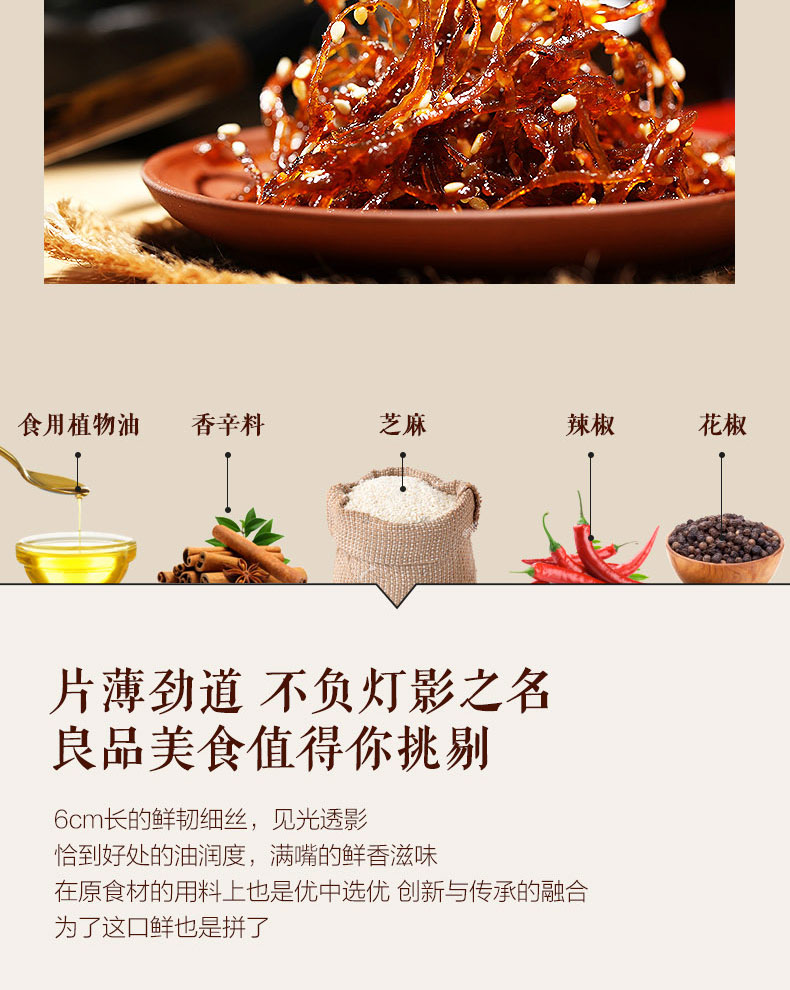 食用植物油
香辛料
芝麻
辣椒
花椒
片薄劲道 不负灯影之名
良品美食值得你挑剔
6cm长的鲜韧细丝，见光透影
恰到好处的油润度，满嘴的鲜香滋味
在原食材的用料上也是优中选优 创新与传承的融合
为了这口鲜也是拼了